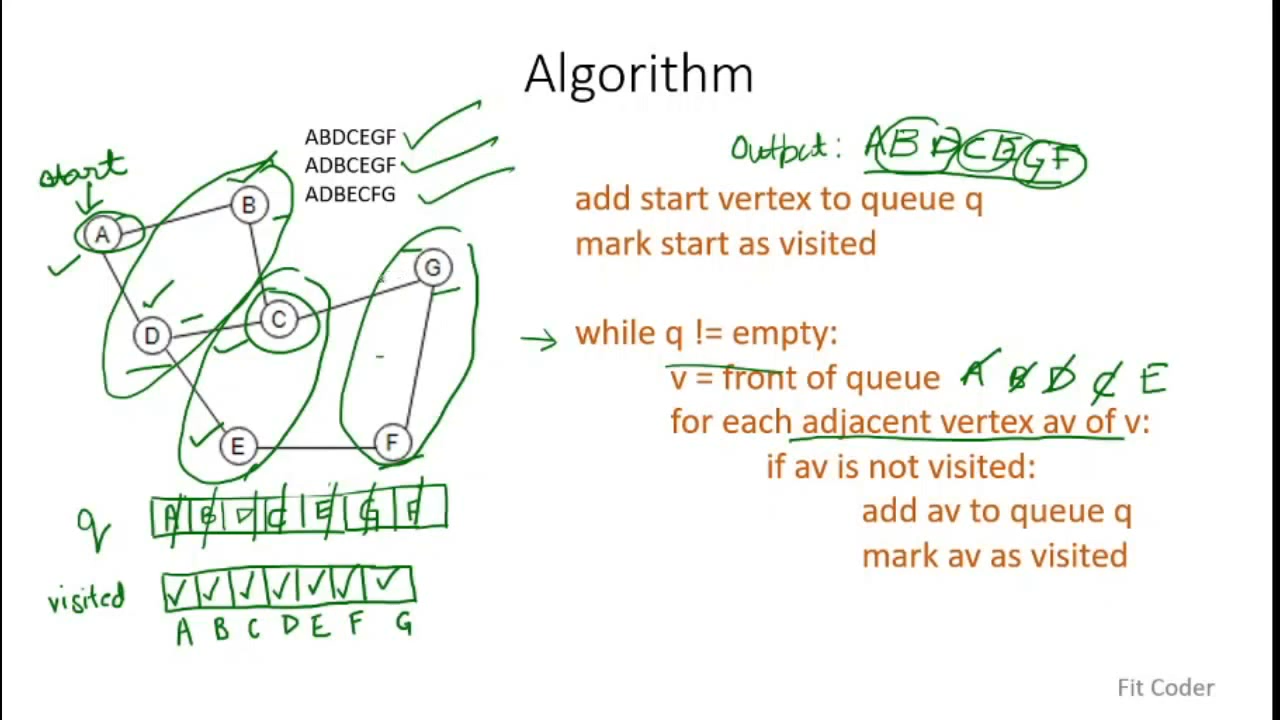 Algorithm
ABDCEGF
ADBCEGF
ADBECFG
Output: ABDCEGF
start
add start vertex to queue q
mark start as visited
A
B
G
C
D
E
F
while q != empty:
v = front of queue A B D C E
for each adjacent vertex av of v:
if av is not visited:
add av to queue q
mark av as visited
q A B D C E G F
visited
A B C D E F G
Fit Coder